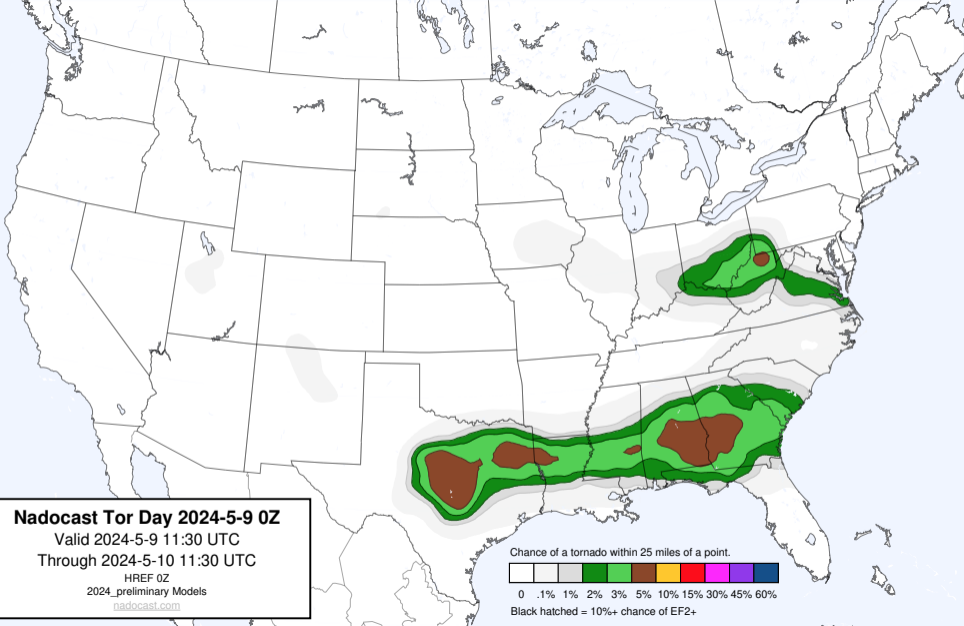 Nadocast Tor Day 2024-5-9 0Z
Valid 2024-5-9 11:30 UTC
Through 2024-5-10 11:30 UTC
HREF 0Z
2024_preliminary Models
nadocast.com
Chance of a tornado within 25 miles of a point.
0 .1% 1% 2% 3% 5% 10% 15% 30% 45% 60%
Black hatched = 10%+ chance of EF2+